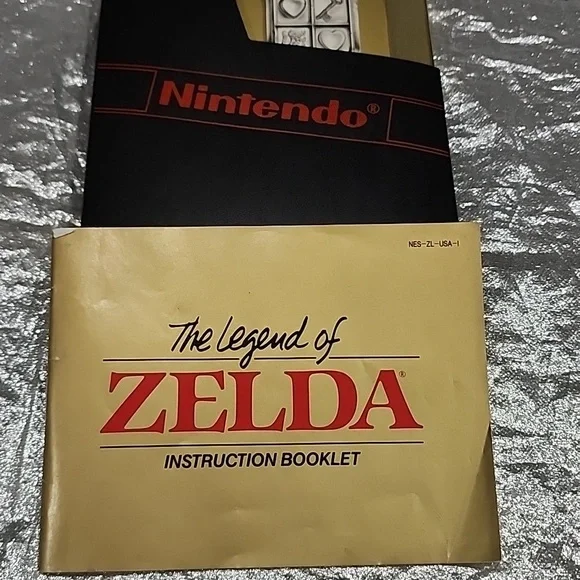 Nintendo®
NES-ZL-USA-1
The Legend of
ZELDA®
INSTRUCTION BOOKLET